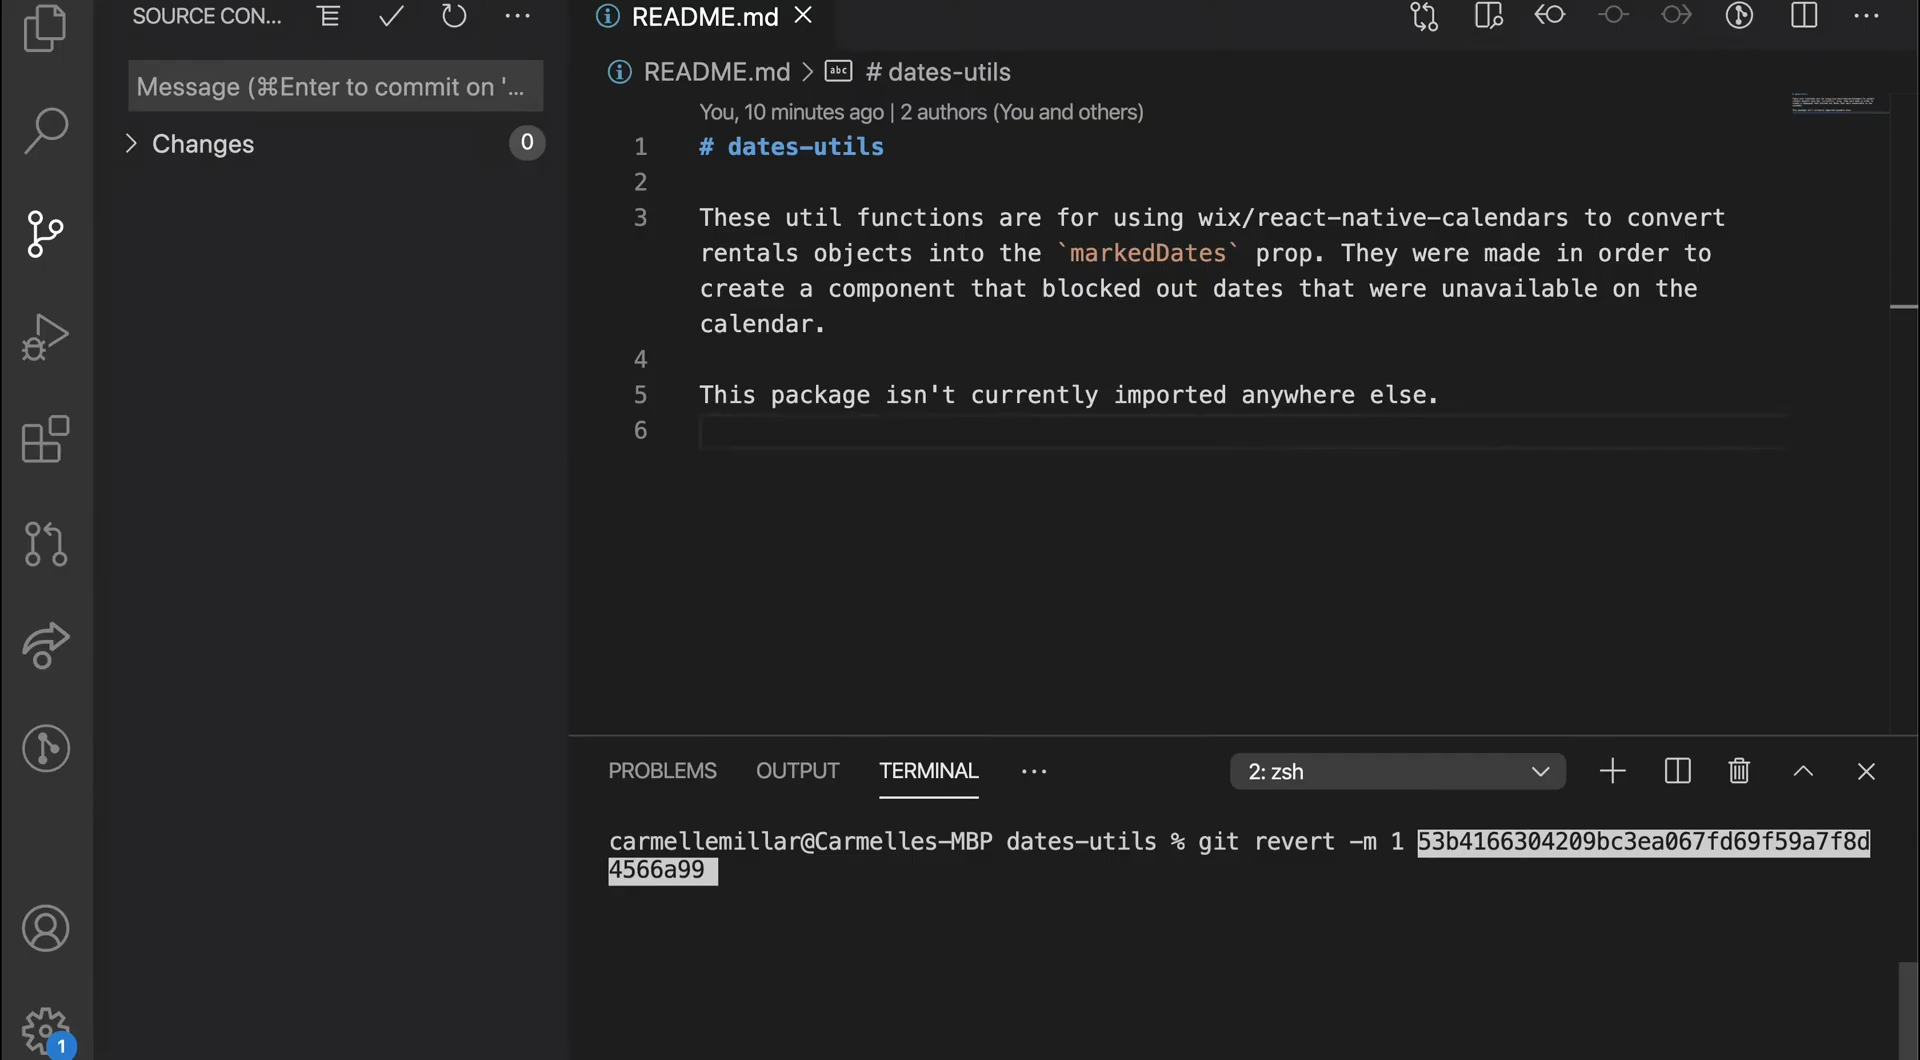 SOURCE CON...
Message (⌘Enter to commit on '...
Changes
0
1
README.md
README.md > # dates-utils
You, 10 minutes ago | 2 authors (You and others)
1 # dates-utils
2
3 These util functions are for using wix/react-native-calendars to convert
rentals objects into the `markedDates` prop. They were made in order to
create a component that blocked out dates that were unavailable on the
calendar.
4
5 This package isn't currently imported anywhere else.
6
PROBLEMS OUTPUT TERMINAL ... 2: zsh
carmellemillar@Carmelles-MBP dates-utils % git revert -m 1 53b4166304209bc3ea067fd69f59a7f8d
4566a99